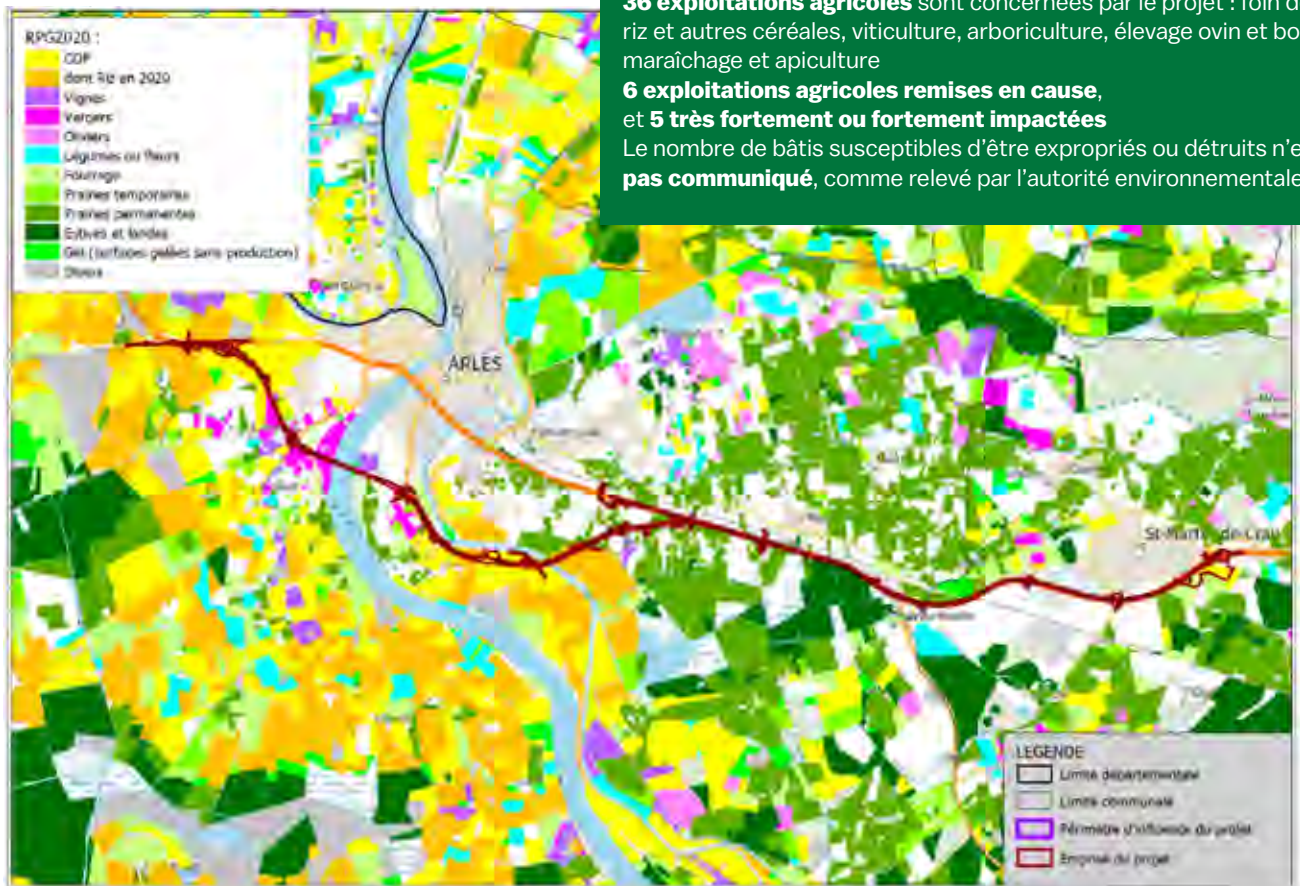 36 exploitations agricoles sont concernées par le projet : foin d
riz et autres céréales, viticulture, arboriculture, élevage ovin et bo
maraîchage et apiculture
6 exploitations agricoles remises en cause,
et 5 très fortement ou fortement impactées
Le nombre de bâtis susceptibles d'être expropriés ou détruits n'e
pas communiqué, comme relevé par l'autorité environnementale
RPG2020 :
COP
dont Riz en 2020
Vignes
Vergers
Oliviers
Légumes ou fleurs
Fourrage
Prairies temporaires
Prairies permanentes
Estives et landes
Gel (surfaces gelées sans production)
Divers
ARLES
St-Martin-de-Crau
LEGENDE
Limite départementale
Limite communale
Périmètre d'influence du projet
Emprise du projet